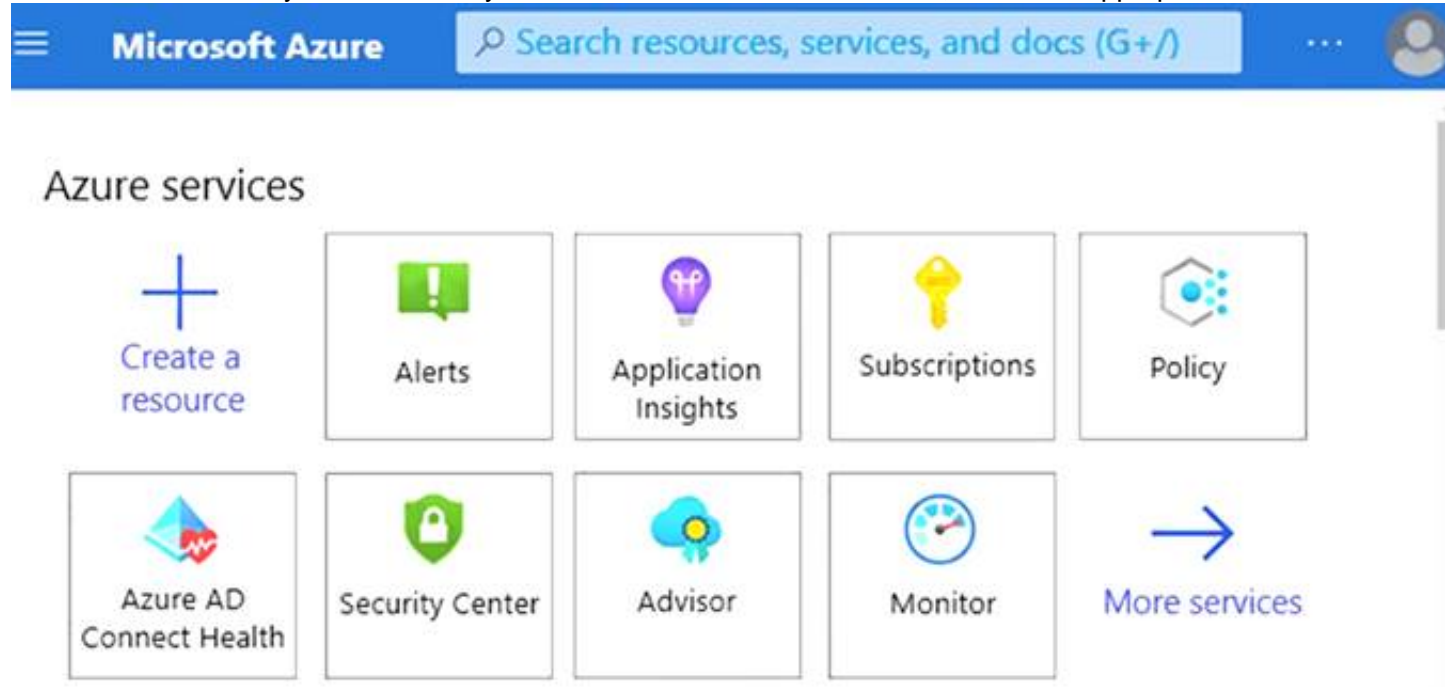 Microsoft Azure
Search resources, services, and docs (G+/)
...
Azure services
Create a
resource
Alerts
Application
Insights
Subscriptions
Policy
Azure AD
Connect Health
Security Center
Advisor
Monitor
More services